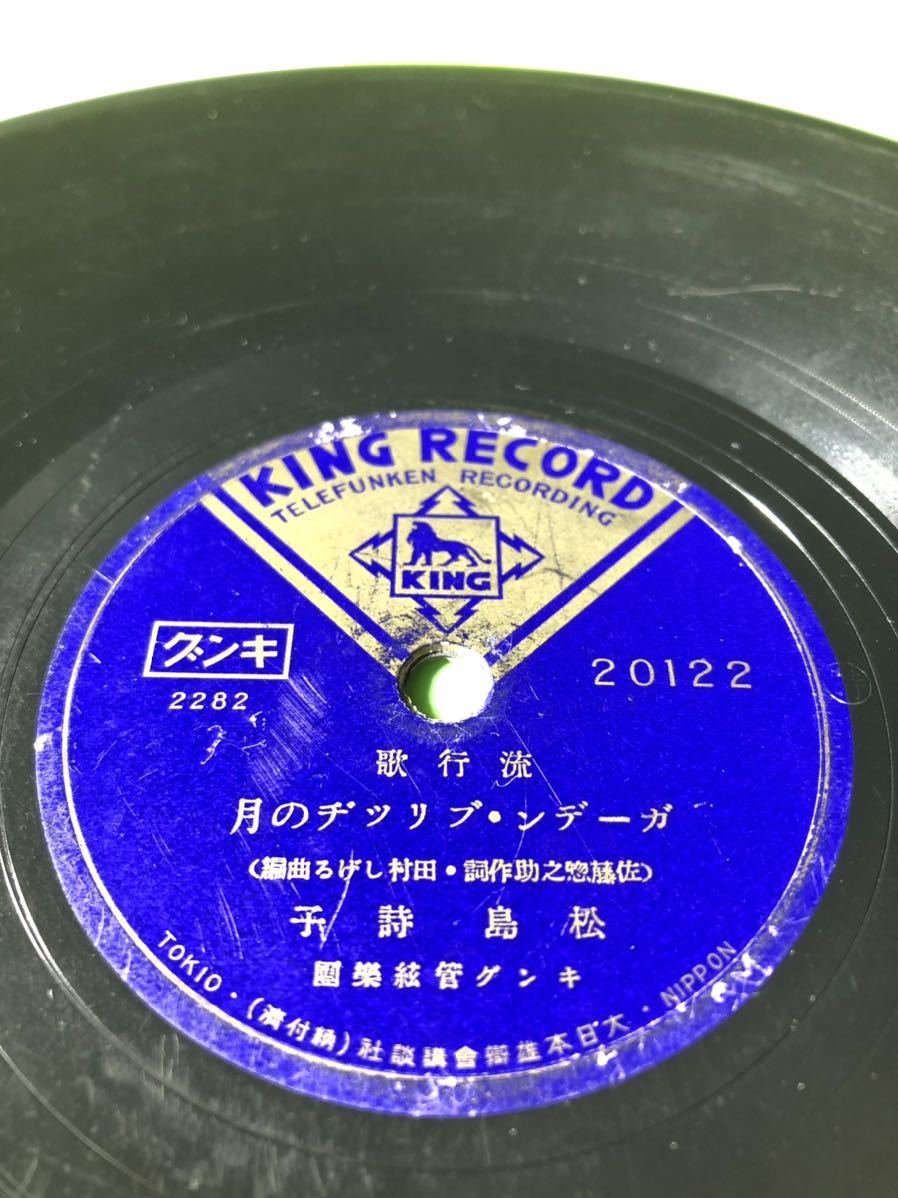 KING RECORD
TELEFUNKEN RECORDING
KING
キング
2282
20122
流行歌
ガーデン・ブリツヂの月
(佐藤惣之助作詞・田村しげる曲編)
松島詩子
キング管絃樂團
TOKIO・(納付濟)大日本雄辯會講談社・NIPPON